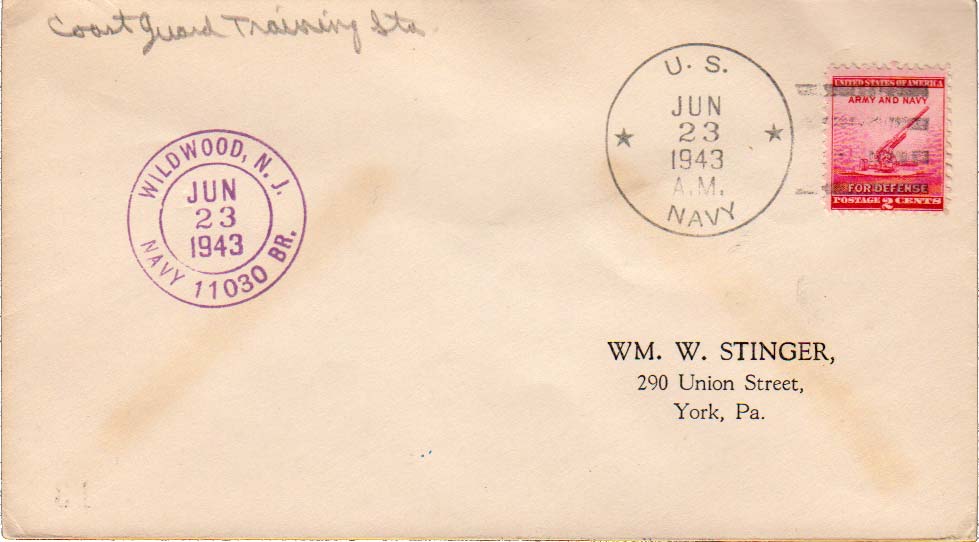 Coast Guard Training Sta.
U. S.
JUN
23
1943
A.M.
NAVY
UNITED STATES OF AMERICA
ARMY AND NAVY
FOR DEFENSE
POSTAGE 2 CENTS
WILDWOOD, N. J.
JUN
23
1943
NAVY 11030 BR.
WM. W. STINGER,
290 Union Street,
York, Pa.